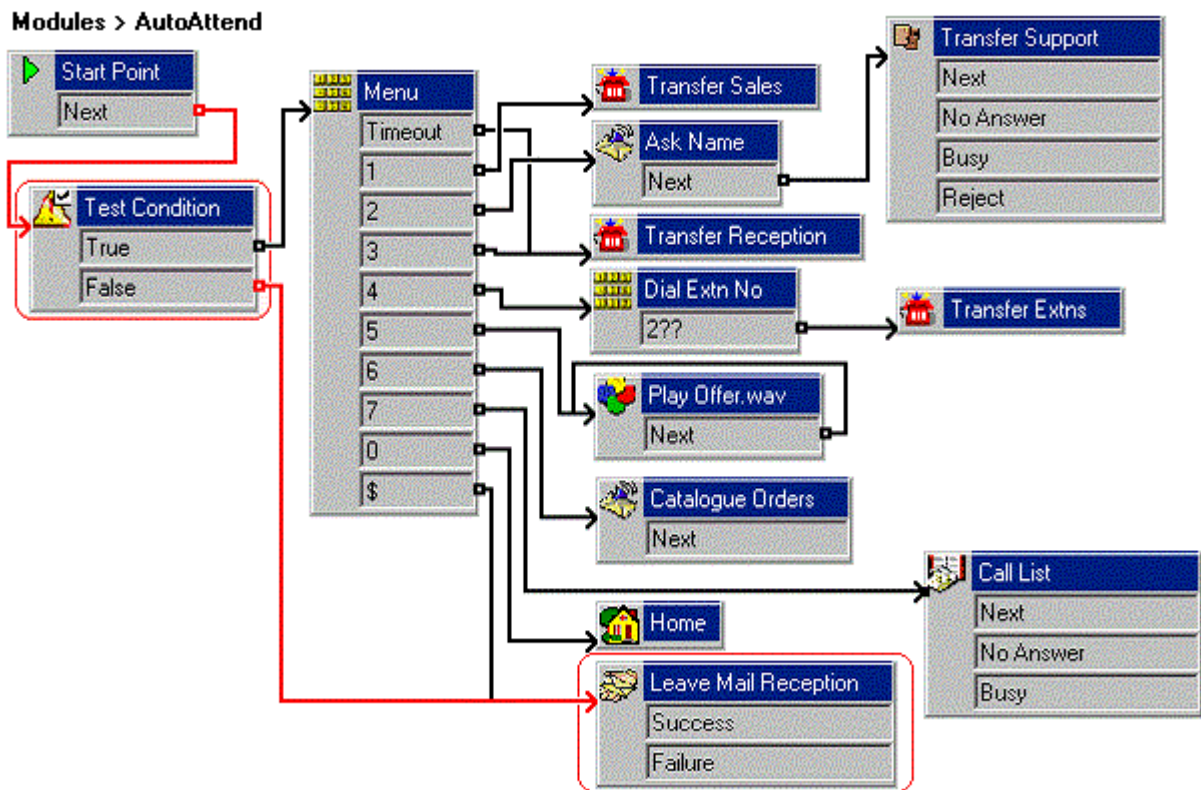 Modules > AutoAttend
Start Point
Next
Test Condition
True
False
Menu
Timeout
1
2
3
4
5
6
7
0
$
Transfer Sales
Ask Name
Next
Transfer Reception
Dial Extn No
2??
Play Offer.wav
Next
Catalogue Orders
Next
Home
Leave Mail Reception
Success
Failure
Transfer Support
Next
No Answer
Busy
Reject
Transfer Extns
Call List
Next
No Answer
Busy